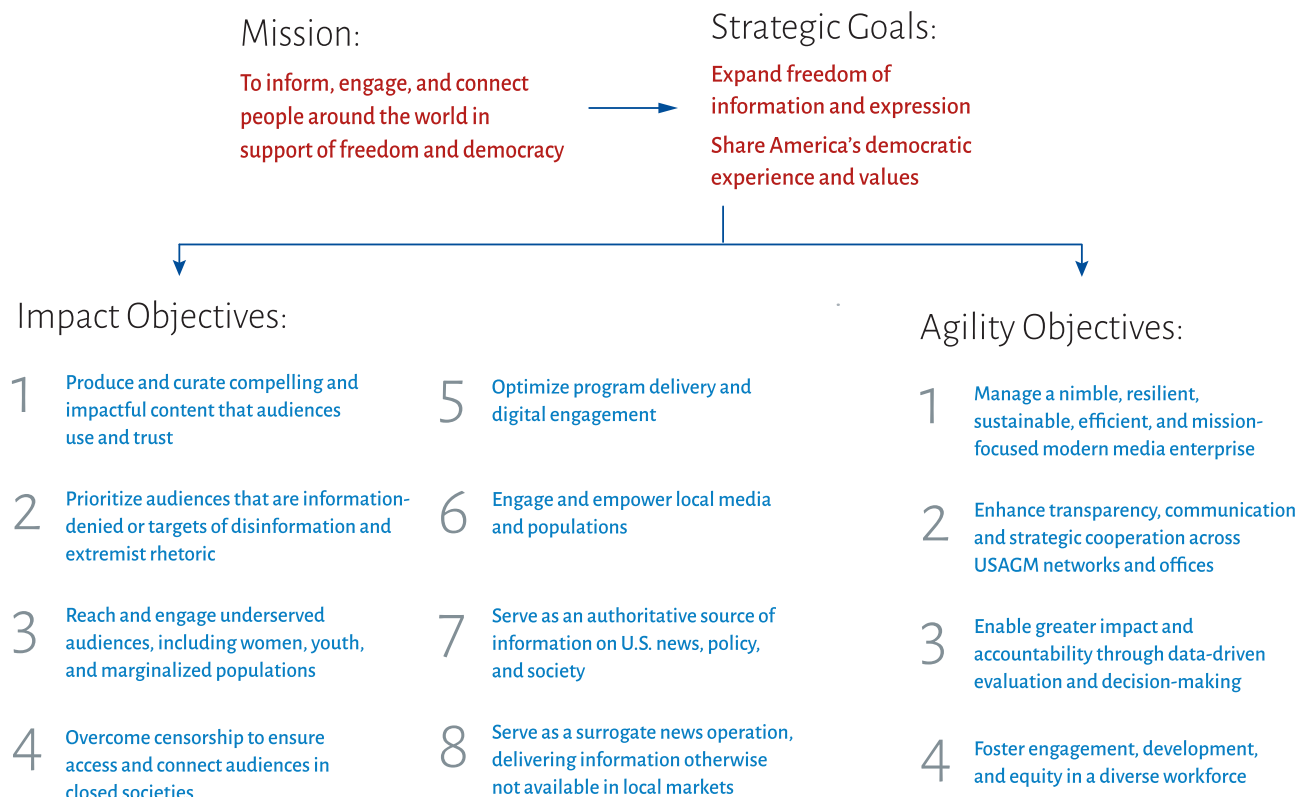 Mission:
To inform, engage, and connect
people around the world in
support of freedom and democracy
Strategic Goals:
Expand freedom of
information and expression
Share America's democratic
experience and values
Impact Objectives:
1
Produce and curate compelling and
impactful content that audiences
use and trust
2
Prioritize audiences that are information-
denied or targets of disinformation and
extremist rhetoric
3
Reach and engage underserved
audiences, including women, youth,
and marginalized populations
4
Overcome censorship to ensure
access and connect audiences in
closed societies
5
Optimize program delivery and
digital engagement
6
Engage and empower local media
and populations
7
Serve as an authoritative source of
information on U.S. news, policy,
and society
8
Serve as a surrogate news operation,
delivering information otherwise
not available in local markets
Agility Objectives:
1
Manage a nimble, resilient,
sustainable, efficient, and mission-
focused modern media enterprise
2
Enhance transparency, communication
and strategic cooperation across
USAGM networks and offices
3
Enable greater impact and
accountability through data-driven
evaluation and decision-making
4
Foster engagement, development,
and equity in a diverse workforce